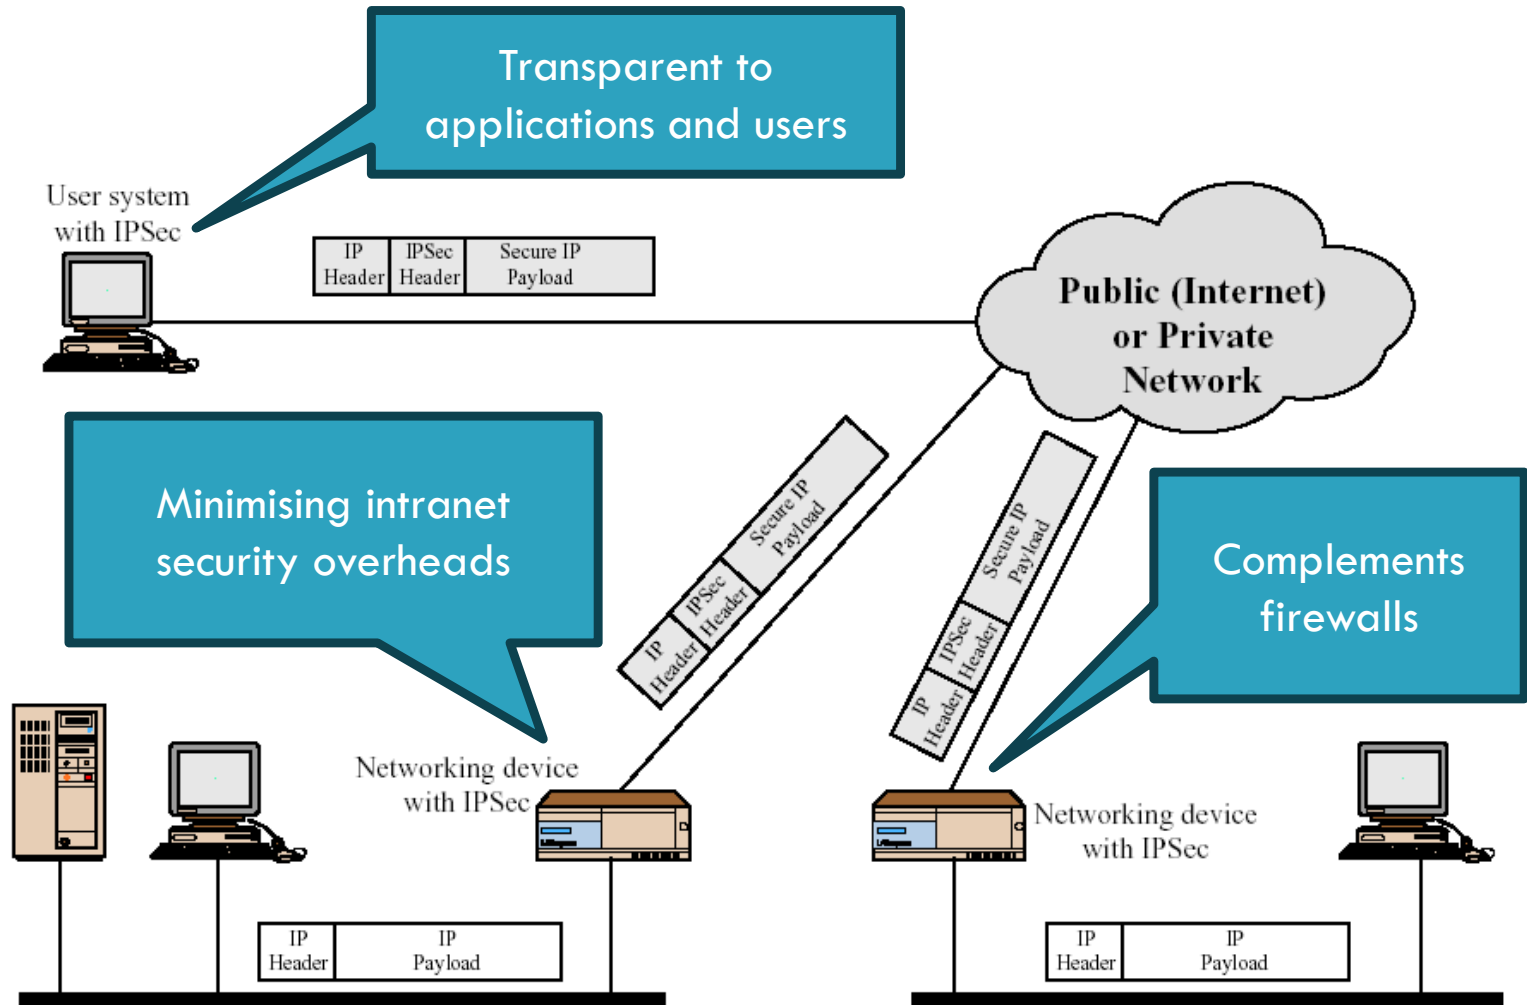 Transparent to
applications and users
User system
with IPSec
IP
Header
IPSec
Header
Secure IP
Payload
Public (Internet)
or Private
Network
Minimising intranet
security overheads
IP
Header
IPSec
Header
Secure IP
Payload
IP
Header
IPSec
Header
Secure IP
Payload
Complements
firewalls
Networking device
with IPSec
Networking device
with IPSec
IP
Header
IP
Payload
IP
Header
IP
Payload